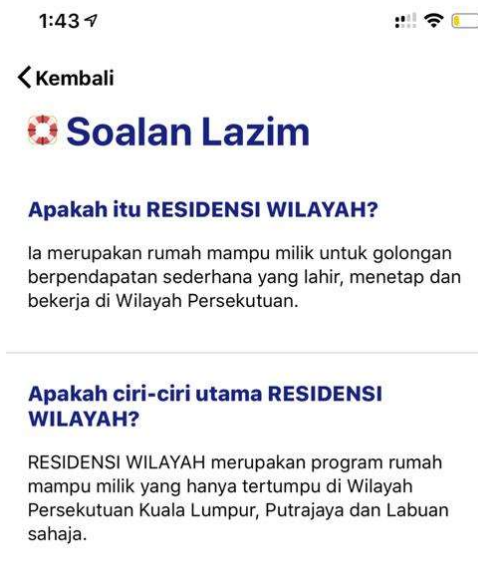 1:43
Kembali
Soalan Lazim
Apakah itu RESIDENSI WILAYAH?
Ia merupakan rumah mampu milik untuk golongan
berpendapatan sederhana yang lahir, menetap dan
bekerja di Wilayah Persekutuan.
Apakah ciri-ciri utama RESIDENSI
WILAYAH?
RESIDENSI WILAYAH merupakan program rumah
mampu milik yang hanya tertumpu di Wilayah
Persekutuan Kuala Lumpur, Putrajaya dan Labuan
sahaja.